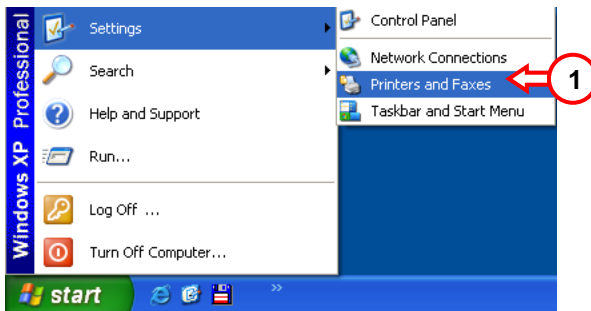 Windows XP Professional
Settings
Search
Help and Support
Run...
Log Off ...
Turn Off Computer...
Control Panel
Network Connections
Printers and Faxes
1
Taskbar and Start Menu
start
»